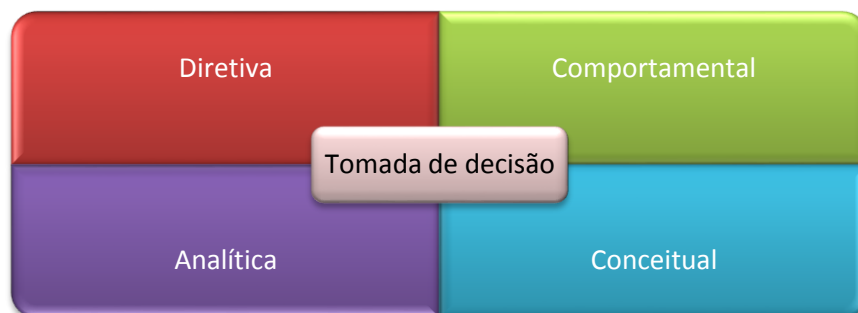 Diretiva
Comportamental
Tomada de decisão
Analítica
Conceitual